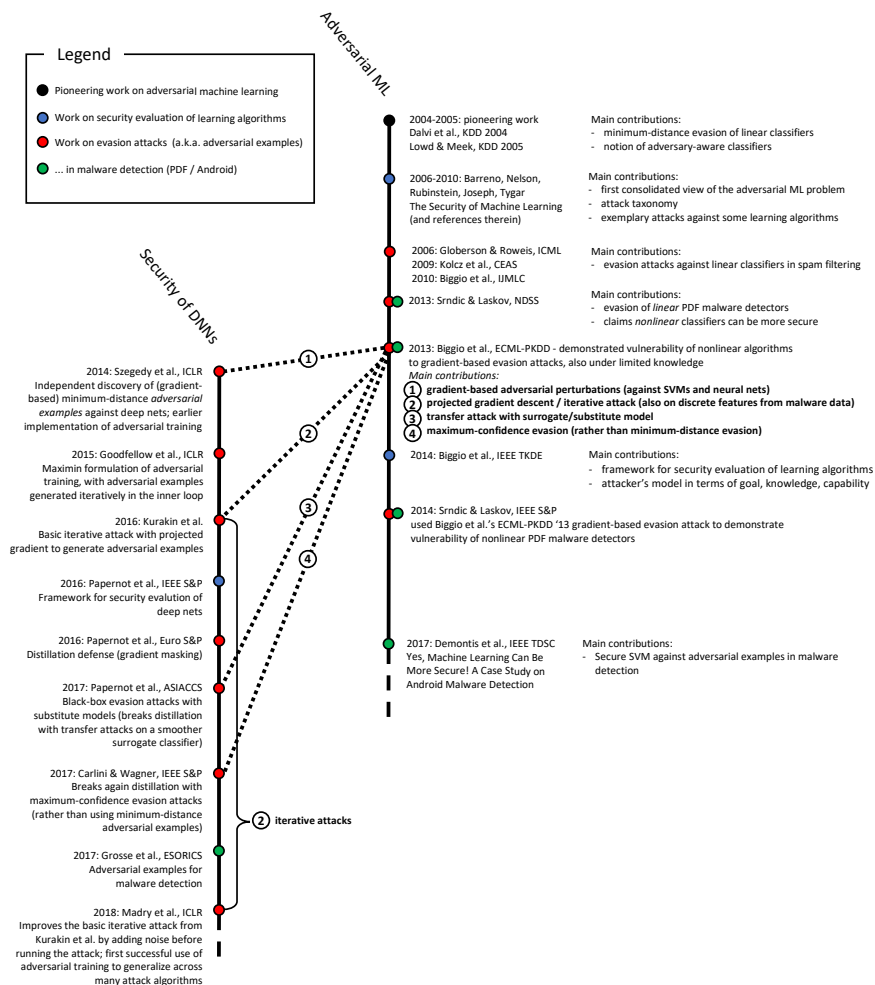 Adversarial ML
Legend
Pioneering work on adversarial machine learning
Work on security evaluation of learning algorithms
Work on evasion attacks (a.k.a. adversarial examples)
... in malware detection (PDF / Android)
2004-2005: pioneering work
Dalvi et al., KDD 2004
Lowd & Meek, KDD 2005
Main contributions:
- minimum-distance evasion of linear classifiers
- notion of adversary-aware classifiers
2006-2010: Barreno, Nelson,
Rubinstein, Joseph, Tygar
The Security of Machine Learning
(and references therein)
Main contributions:
- first consolidated view of the adversarial ML problem
- attack taxonomy
- exemplary attacks against some learning algorithms
2006: Globerson & Roweis, ICML
2009: Kolcz et al., CEAS
2010: Biggio et al., IJMLC
Main contributions:
- evasion attacks against linear classifiers in spam filtering
2013: Srndic & Laskov, NDSS
Main contributions:
- evasion of linear PDF malware detectors
- claims nonlinear classifiers can be more secure
2013: Biggio et al., ECML-PKDD - demonstrated vulnerability of nonlinear algorithms
to gradient-based evasion attacks, also under limited knowledge
Main contributions:
1 gradient-based adversarial perturbations (against SVMs and neural nets)
2 projected gradient descent / iterative attack (also on discrete features from malware data)
3 transfer attack with surrogate/substitute model
4 maximum-confidence evasion (rather than minimum-distance evasion)
2014: Biggio et al., IEEE TKDE
Main contributions:
- framework for security evaluation of learning algorithms
- attacker's model in terms of goal, knowledge, capability
2014: Srndic & Laskov, IEEE S&P
used Biggio et al.'s ECML-PKDD '13 gradient-based evasion attack to demonstrate
vulnerability of nonlinear PDF malware detectors
2017: Demontis et al., IEEE TDSC
Yes, Machine Learning Can Be
More Secure! A Case Study on
Android Malware Detection
Main contributions:
- Secure SVM against adversarial examples in malware
detection
Security of DNNs
1
2
3
4
2014: Szegedy et al., ICLR
Independent discovery of (gradient-
based) minimum-distance adversarial
examples against deep nets; earlier
implementation of adversarial training
2015: Goodfellow et al., ICLR
Maximin formulation of adversarial
training, with adversarial examples
generated iteratively in the inner loop
2016: Kurakin et al.
Basic iterative attack with projected
gradient to generate adversarial examples
2016: Papernot et al., IEEE S&P
Framework for security evalution of
deep nets
2016: Papernot et al., Euro S&P
Distillation defense (gradient masking)
2017: Papernot et al., ASIACCS
Black-box evasion attacks with
substitute models (breaks distillation
with transfer attacks on a smoother
surrogate classifier)
2017: Carlini & Wagner, IEEE S&P
Breaks again distillation with
maximum-confidence evasion attacks
(rather than using minimum-distance
adversarial examples)
2 iterative attacks
2017: Grosse et al., ESORICS
Adversarial examples for
malware detection
2018: Madry et al., ICLR
Improves the basic iterative attack from
Kurakin et al. by adding noise before
running the attack; first successful use of
adversarial training to generalize across
many attack algorithms